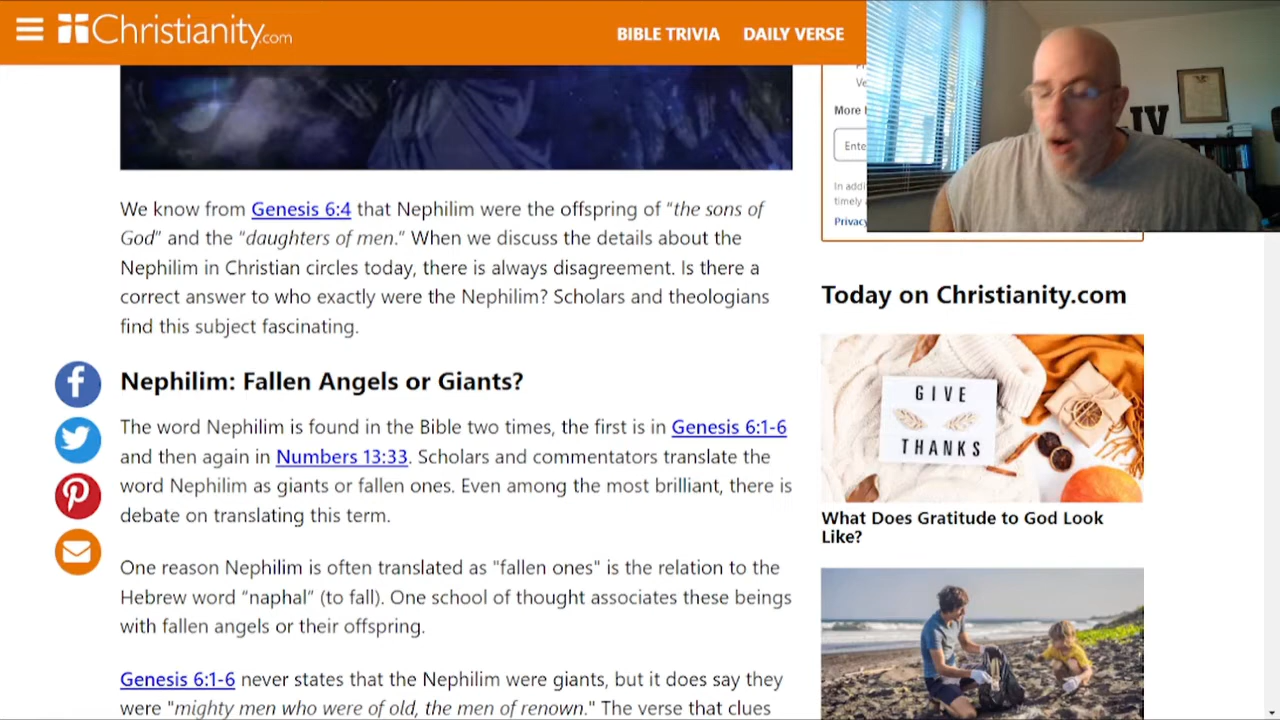 Christianity.com
BIBLE TRIVIA
DAILY VERSE
We know from Genesis 6:4 that Nephilim were the offspring of “the sons of
God” and the “daughters of men.” When we discuss the details about the
Nephilim in Christian circles today, there is always disagreement. Is there a
correct answer to who exactly were the Nephilim? Scholars and theologians
find this subject fascinating.
Nephilim: Fallen Angels or Giants?
The word Nephilim is found in the Bible two times, the first is in Genesis 6:1-6
and then again in Numbers 13:33. Scholars and commentators translate the
word Nephilim as giants or fallen ones. Even among the most brilliant, there is
debate on translating this term.
One reason Nephilim is often translated as "fallen ones" is the relation to the
Hebrew word “naphal” (to fall). One school of thought associates these beings
with fallen angels or their offspring.
Genesis 6:1-6 never states that the Nephilim were giants, but it does say they
were "mighty men who were of old, the men of renown." The verse that clues
Ve
More
Ente
In addi
timely
Privacy
IV
Today on Christianity.com
GIVE
THANKS
What Does Gratitude to God Look
Like?